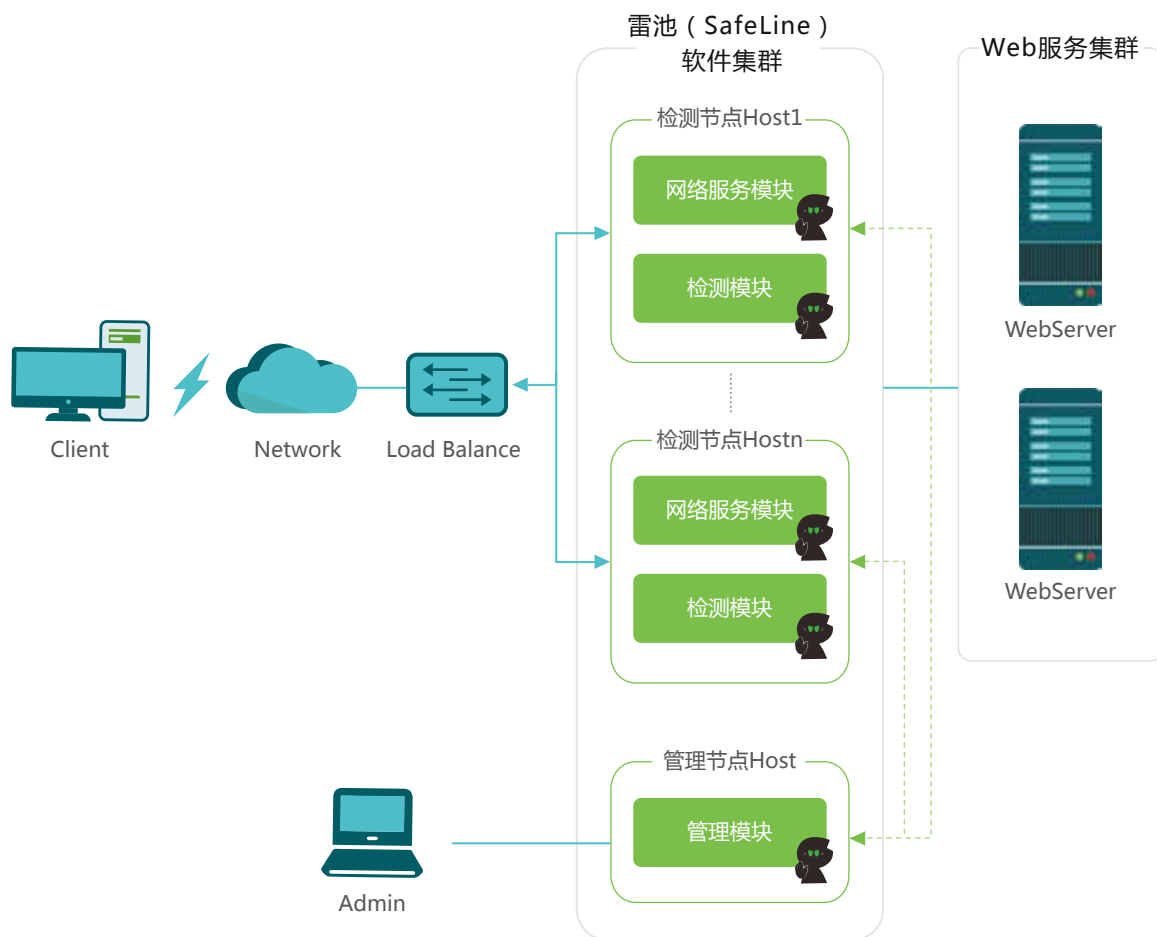 雷池（SafeLine）
软件集群
Web服务集群
检测节点Host1
网络服务模块
检测模块
WebServer
Client
Network
Load Balance
检测节点Hostn
网络服务模块
检测模块
WebServer
管理节点Host
管理模块
Admin